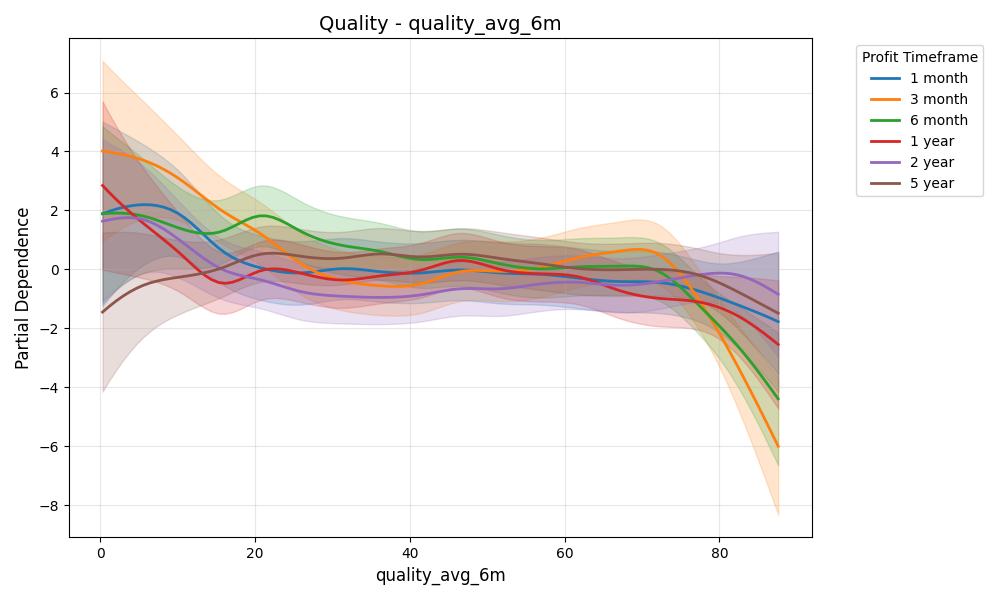 Quality - quality_avg_6m
Profit Timeframe
1 month
3 month
6 month
1 year
2 year
5 year
Partial Dependence
6
4
2
0
−2
−4
−6
−8
0
20
40
60
80
quality_avg_6m